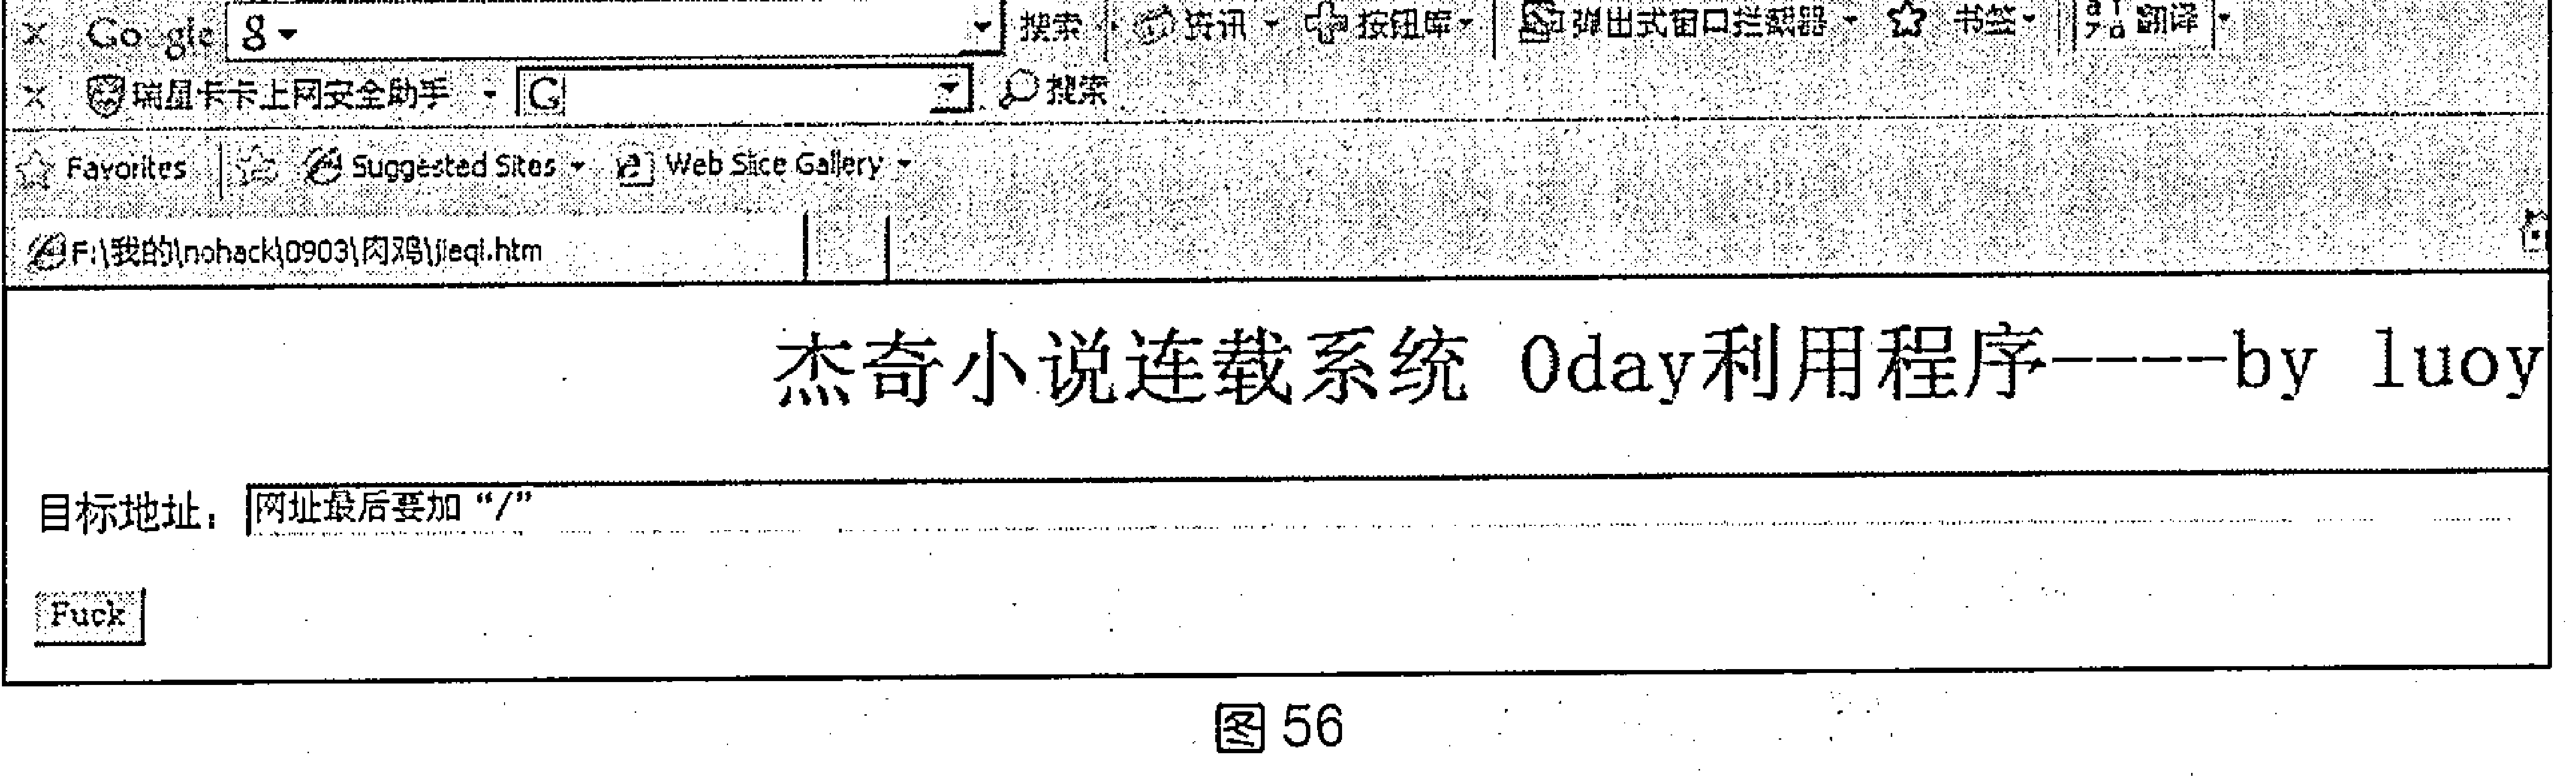 × Google g 搜索 资讯 按钮库 弹出式窗口拦截器 书签 翻译
× 瑞星卡卡上网安全助手 G 搜索
Favorites Suggested Sites Web Slice Gallery
F:\我的\nohack\0903\肉鸡\jieqi.htm
杰奇小说连载系统 0day利用程序----by luoy
目标地址: 网址最后要加 “/”
Fuck
图 56